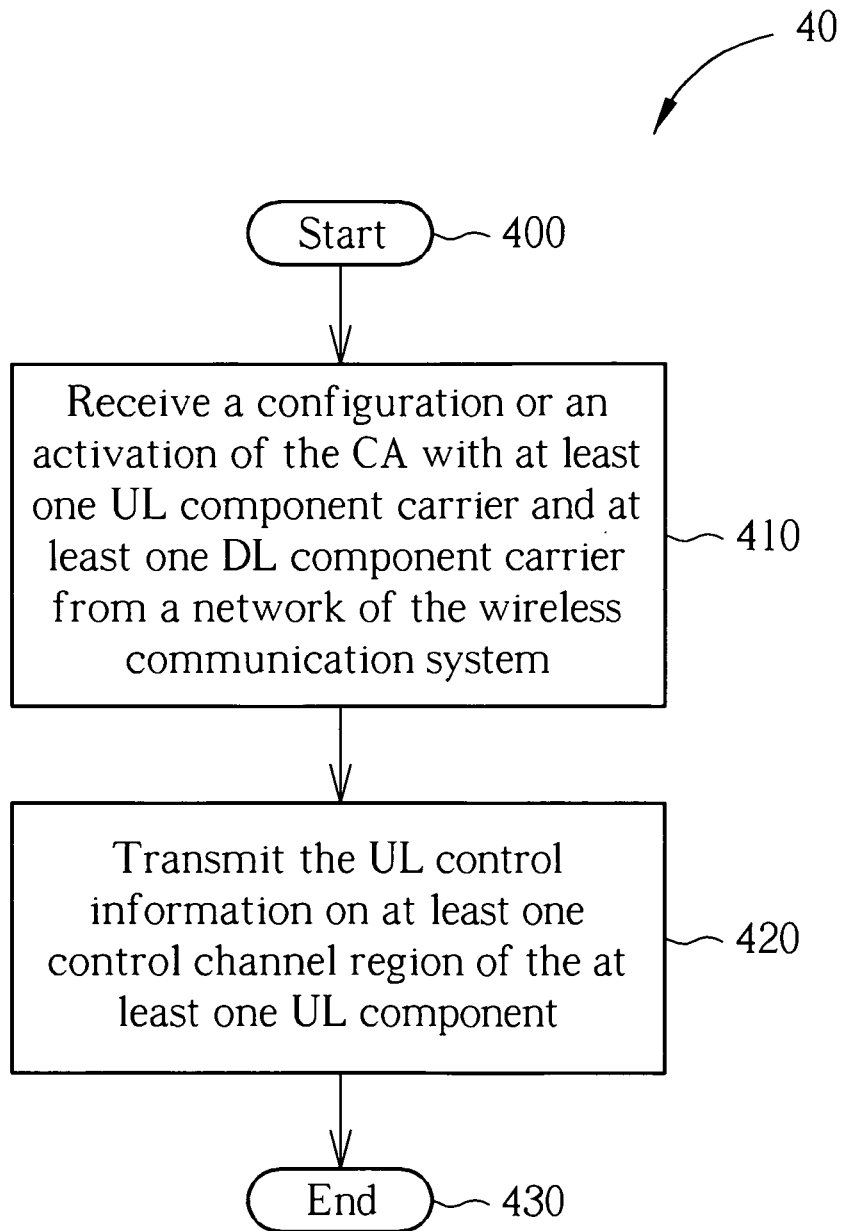 40
Start
400
Receive a configuration or an
activation of the CA with at least
one UL component carrier and at
least one DL component carrier
from a network of the wireless
communication system
410
Transmit the UL control
information on at least one
control channel region of the at
least one UL component
420
End
430